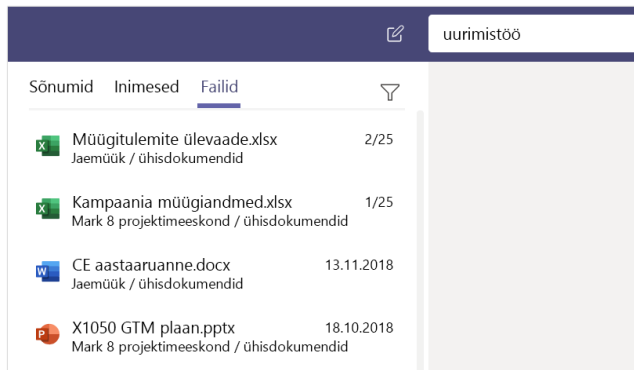 uurimistöö
Sõnumid Inimesed Failid
Müügitulemite ülevaade.xlsx 2/25
Jaemüük / ühisdokumendid
Kampaania müügiandmed.xlsx 1/25
Mark 8 projektimeeskond / ühisdokumendid
CE aastaaruanne.docx 13.11.2018
Jaemüük / ühisdokumendid
X1050 GTM plaan.pptx 18.10.2018
Mark 8 projektimeeskond / ühisdokumendid